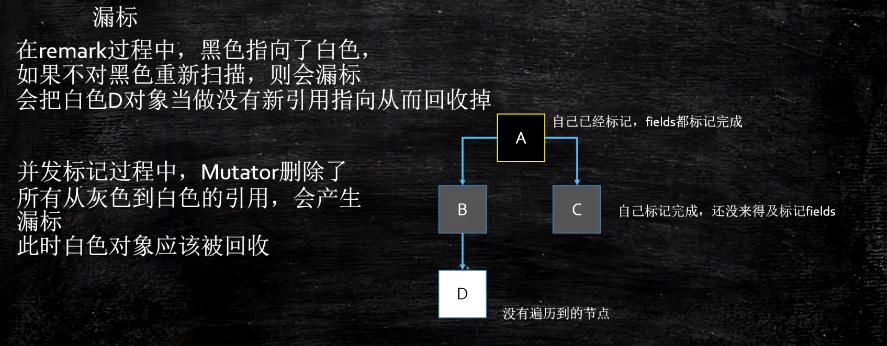 漏标
在remark过程中，黑色指向了白色，
如果不对黑色重新扫描，则会漏标
会把白色D对象当做没有新引用指向从而回收掉
并发标记过程中，Mutator删除了
所有从灰色到白色的引用，会产生
漏标
此时白色对象应该被回收
A
自己已经标记，fields都标记完成
B
C
自己标记完成，还没来得及标记fields
D
没有遍历到的节点